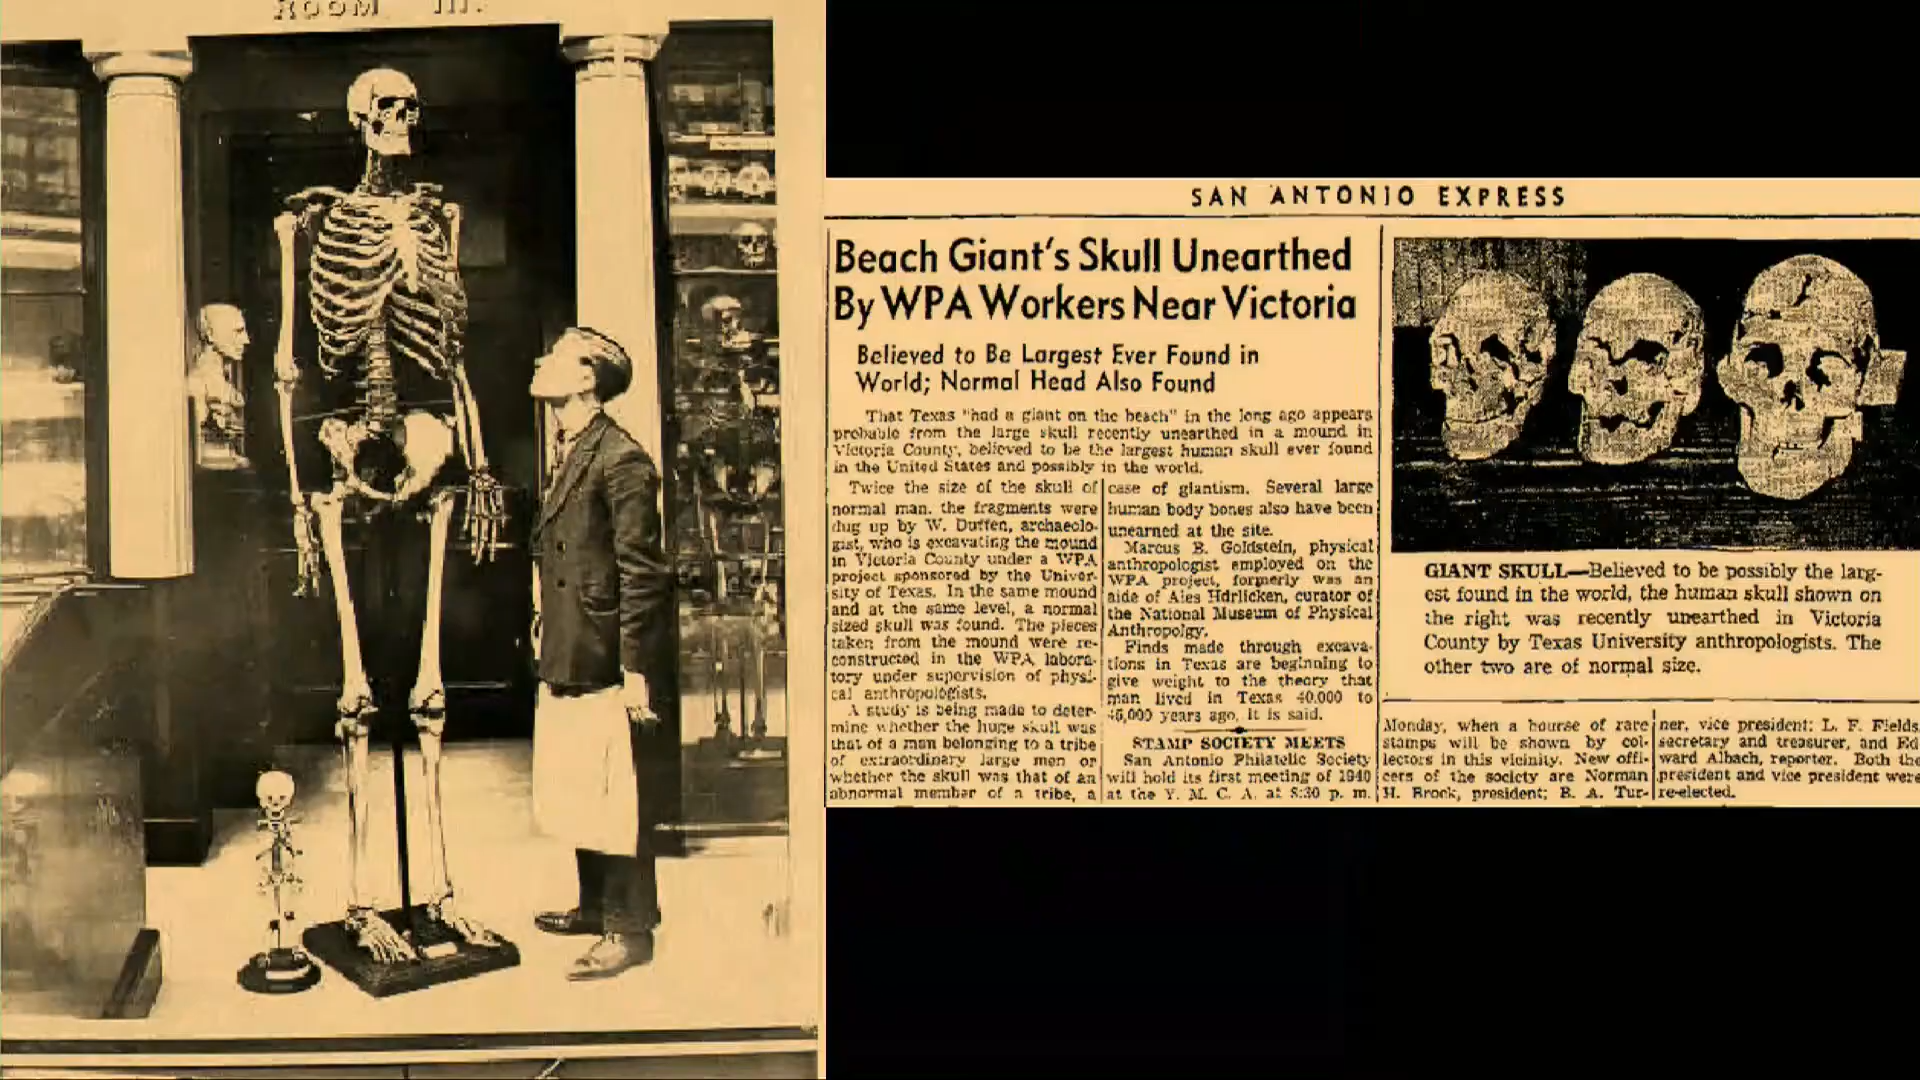 ROOM III.
SAN ANTONIO EXPRESS
Beach Giant's Skull Unearthed
By WPA Workers Near Victoria
Believed to Be Largest Ever Found in
World; Normal Head Also Found
That Texas "had a giant on the beach" in the long ago appears
probable from the large skull recently unearthed in a mound in
Victoria County, believed to be the largest human skull ever found
in the United States and possibly in the world.
Twice the size of the skull of
normal man, the fragments were
dug up by W. Duffen, archaeolo-
gist, who is excavating the mound
in Victoria County under a WPA
project sponsored by the Univer-
sity of Texas. In the same mound
and at the same level, a normal
sized skull was found. The pieces
taken from the mound were re-
constructed in the WPA labora-
tory under supervision of physi-
cal anthropologists.
A study is being made to deter-
mine whether the huge skull was
that of a man belonging to a tribe
of extraordinary large men or
whether the skull was that of an
abnormal member of a tribe, a
case of giantism. Several large
human body bones also have been
unearned at the site.
Marcus B. Goldstein, physical
anthropologist employed on the
WPA project, formerly was an
aide of Ales Hdrlicken, curator of
the National Museum of Physical
Anthropolgy.
Finds made through excava-
tions in Texas are beginning to
give weight to the theory that
man lived in Texas 40,000 to
45,000 years ago, it is said.
STAMP SOCIETY MEETS
San Antonio Philatelic Society
will hold its first meeting of 1940
at the Y. M. C. A. at 8:30 p. m.
GIANT SKULL—Believed to be possibly the larg-
est found in the world, the human skull shown on
the right was recently unearthed in Victoria
County by Texas University anthropologists. The
other two are of normal size.
Monday, when a bourse of rare
stamps will be shown by col-
lectors in this vicinity. New offi-
cers of the society are Norman
H. Brock, president; B. A. Tur-
ner, vice president; L. F. Fields,
secretary and treasurer, and Ed
ward Albach, reporter. Both the
president and vice president were
re-elected.